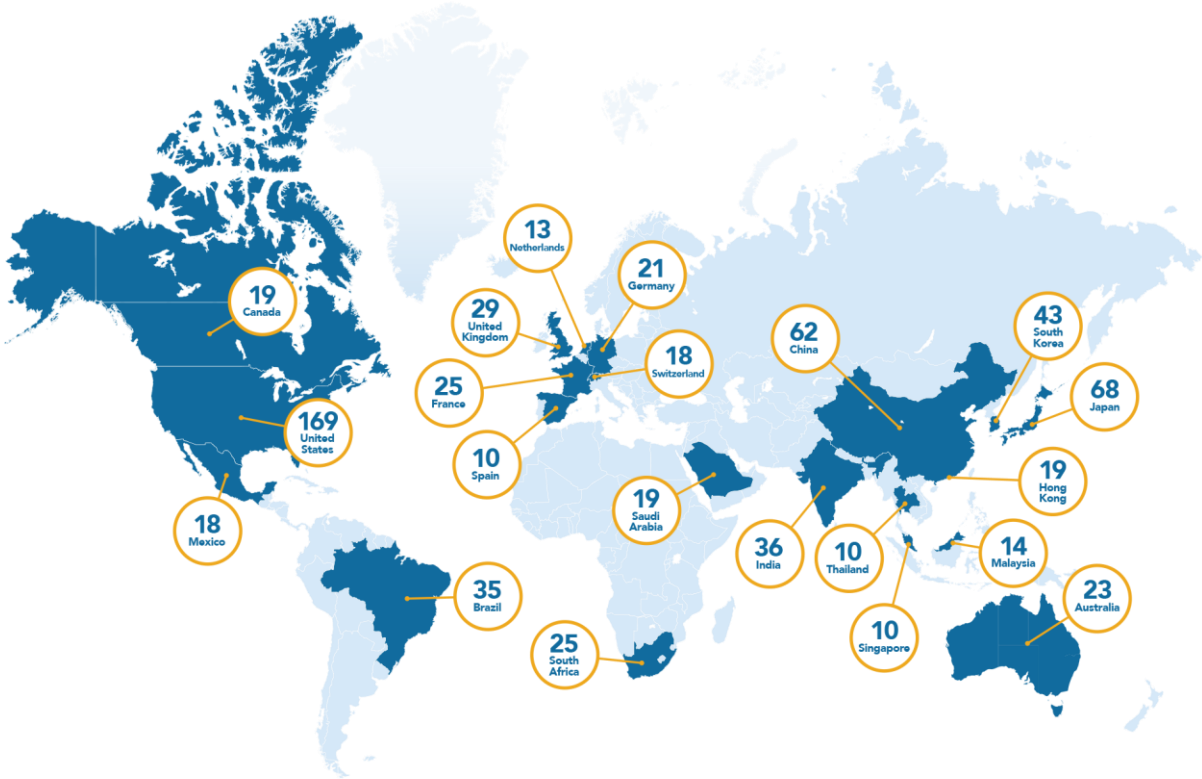 13
Netherlands
21
Germany
19
Canada
29
United
Kingdom
62
China
43
South
Korea
18
Switzerland
25
France
68
Japan
169
United
States
10
Spain
19
Hong
Kong
19
Saudi
Arabia
18
Mexico
36
India
10
Thailand
14
Malaysia
35
Brazil
23
Australia
10
Singapore
25
South
Africa